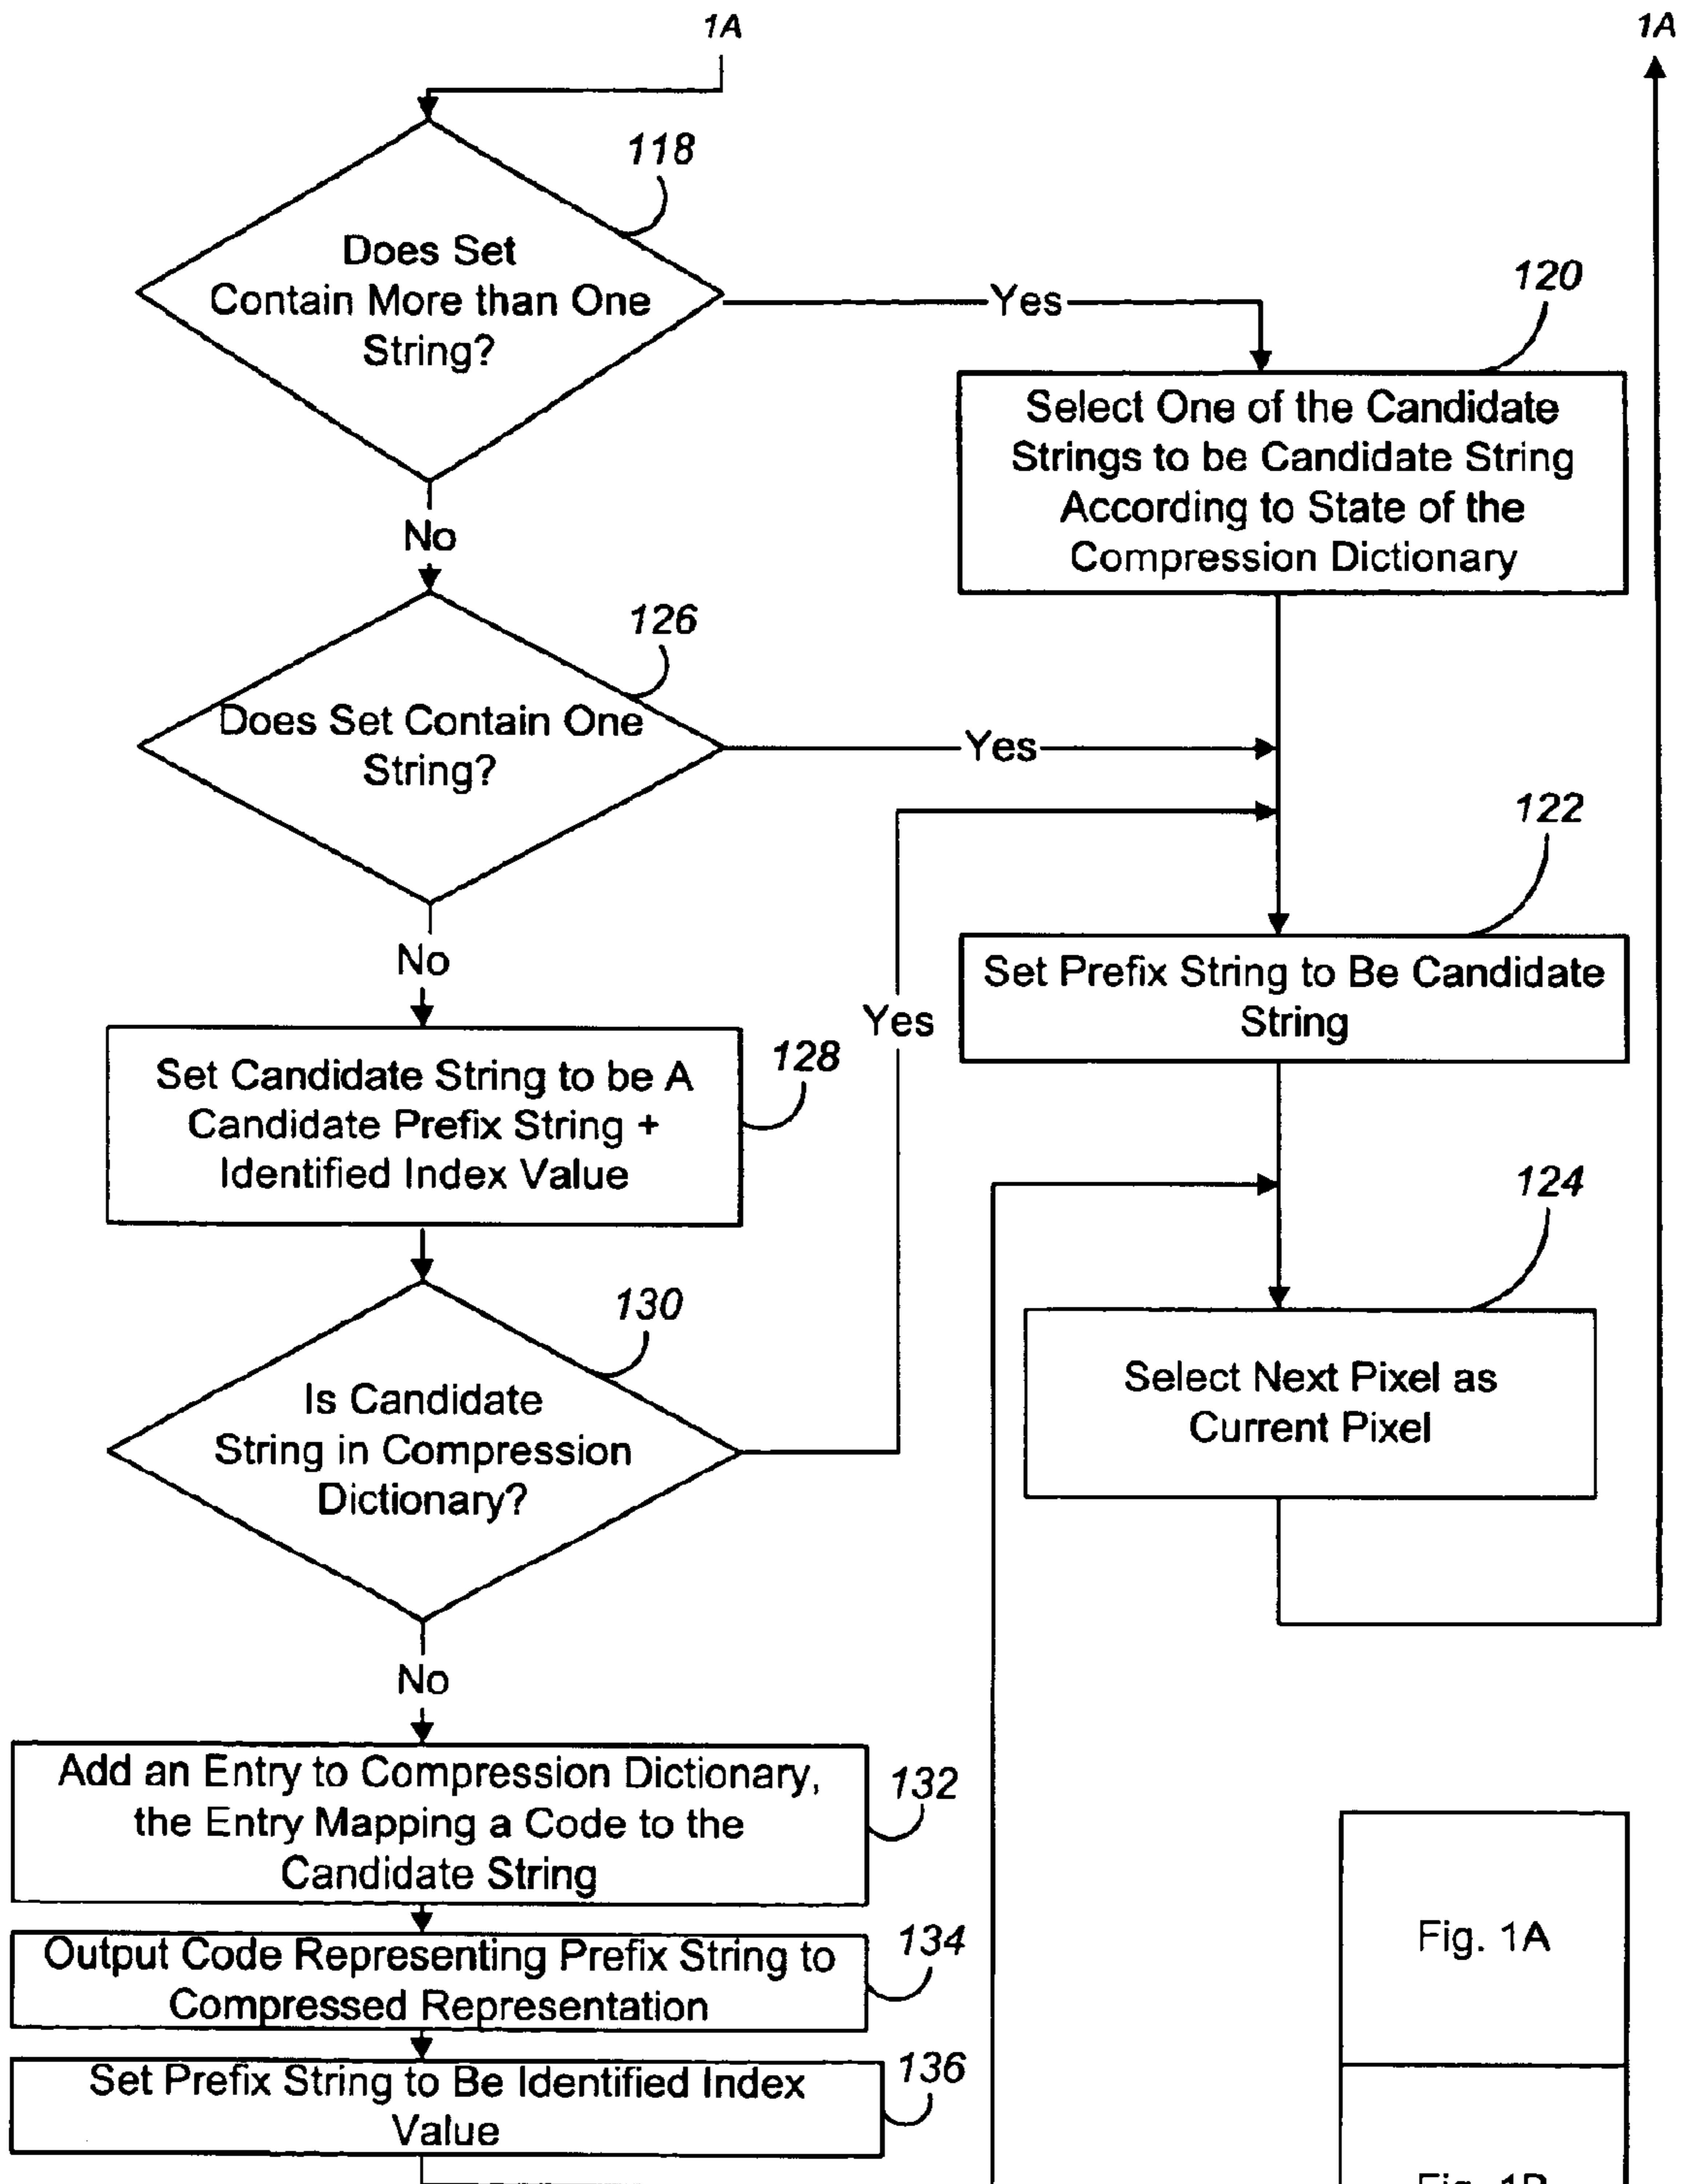 1A
1A
118
Does Set
Contain More than One
String?
Yes
120
Select One of the Candidate
Strings to be Candidate String
According to State of the
Compression Dictionary
No
126
Does Set Contain One
String?
Yes
122
Set Prefix String to Be Candidate
String
No
Yes
128
Set Candidate String to be A
Candidate Prefix String +
Identified Index Value
124
Select Next Pixel as
Current Pixel
130
Is Candidate
String in Compression
Dictionary?
No
132
Add an Entry to Compression Dictionary,
the Entry Mapping a Code to the
Candidate String
134
Output Code Representing Prefix String to
Compressed Representation
136
Set Prefix String to Be Identified Index
Value
Fig. 1A
Fig. 1B